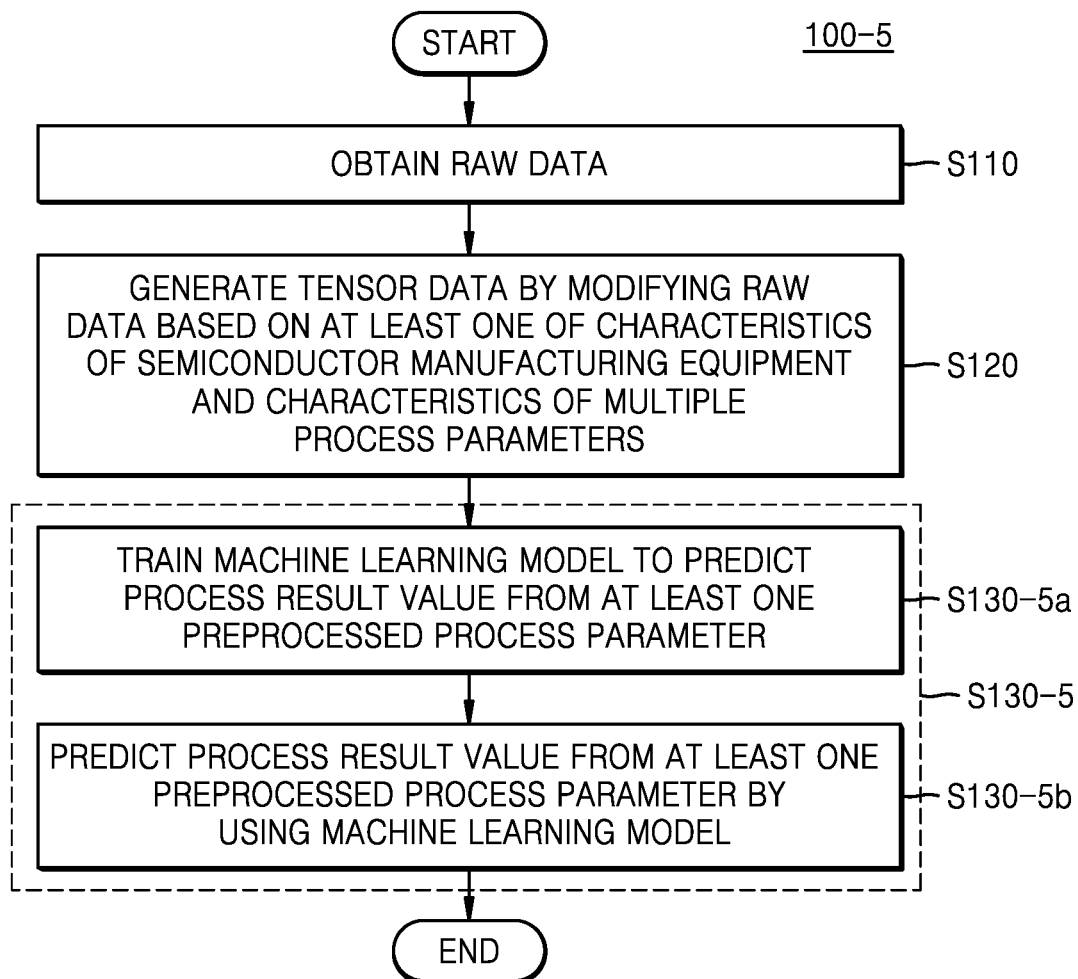 START
100-5
OBTAIN RAW DATA
S110
GENERATE TENSOR DATA BY MODIFYING RAW
DATA BASED ON AT LEAST ONE OF CHARACTERISTICS
OF SEMICONDUCTOR MANUFACTURING EQUIPMENT
AND CHARACTERISTICS OF MULTIPLE
PROCESS PARAMETERS
S120
TRAIN MACHINE LEARNING MODEL TO PREDICT
PROCESS RESULT VALUE FROM AT LEAST ONE
PREPROCESSED PROCESS PARAMETER
S130-5a
S130-5
PREDICT PROCESS RESULT VALUE FROM AT LEAST ONE
PREPROCESSED PROCESS PARAMETER BY
USING MACHINE LEARNING MODEL
S130-5b
END